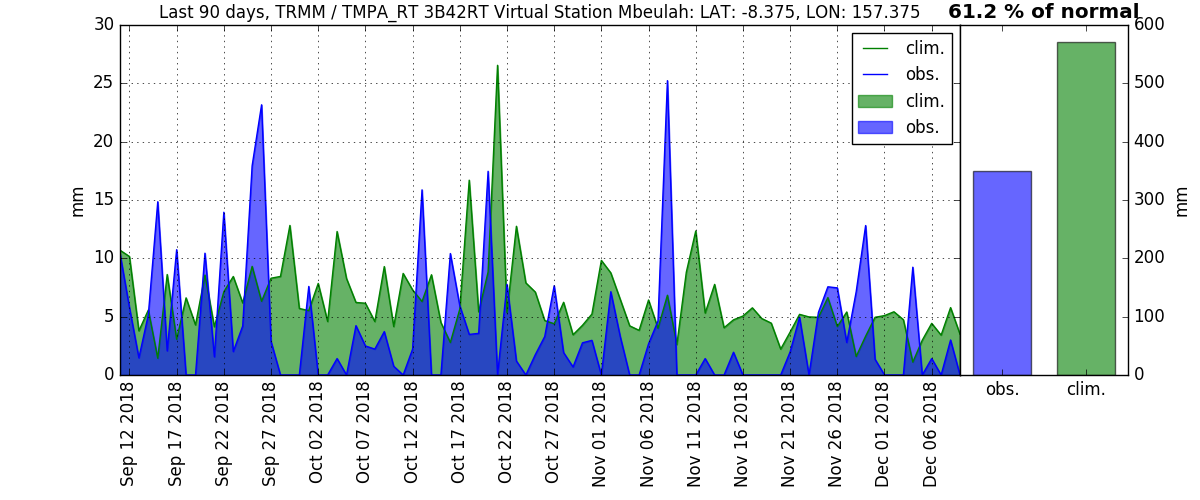 Last 90 days, TRMM / TMPA_RT 3B42RT Virtual Station Mbeulah: LAT: -8.375, LON: 157.375
61.2 % of normal
30
25
20
15
10
5
0
mm
clim.
obs.
clim.
obs.
600
500
400
300
200
100
0
mm
obs.
clim.
Sep 12 2018
Sep 17 2018
Sep 22 2018
Sep 27 2018
Oct 02 2018
Oct 07 2018
Oct 12 2018
Oct 17 2018
Oct 22 2018
Oct 27 2018
Nov 01 2018
Nov 06 2018
Nov 11 2018
Nov 16 2018
Nov 21 2018
Nov 26 2018
Dec 01 2018
Dec 06 2018